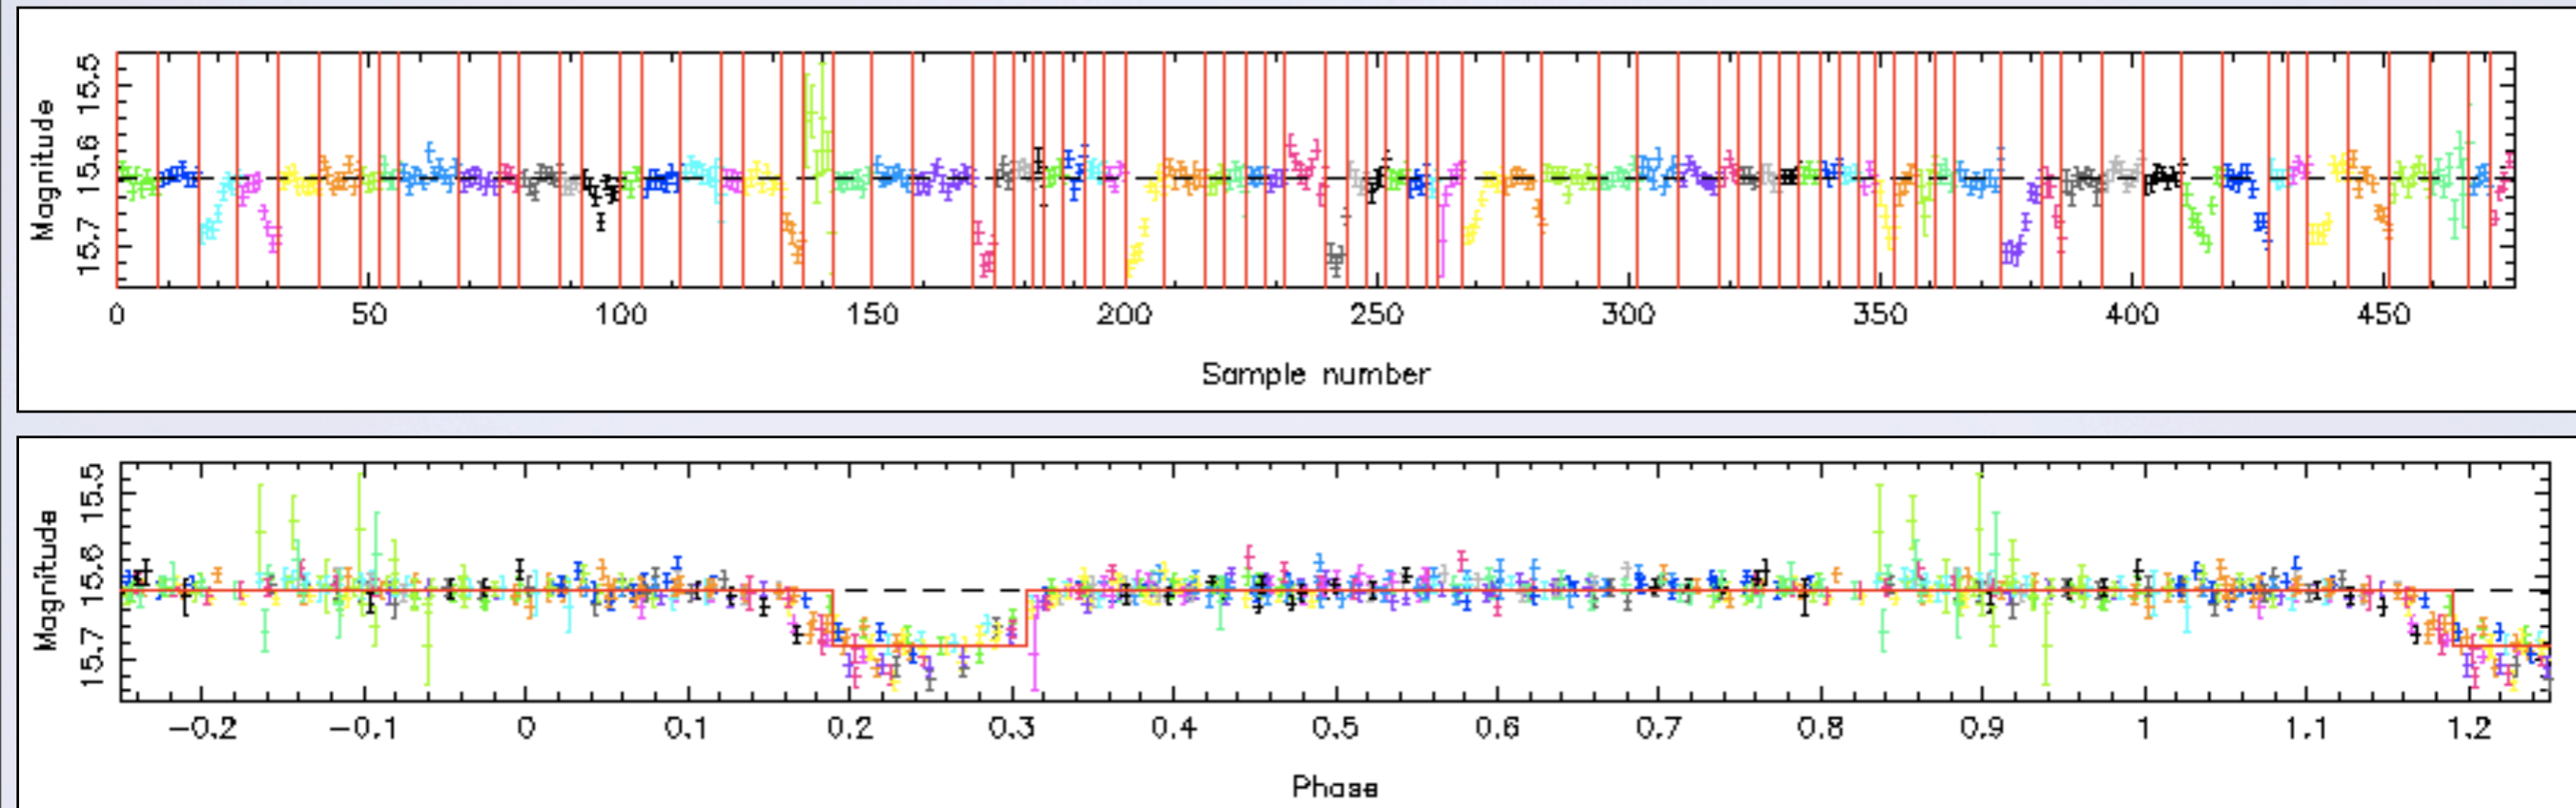 Magnitude
15.5
15.6
15.7
0 50 100 150 200 250 300 350 400 450
Sample number
Magnitude
15.5
15.6
15.7
−0.2 −0.1 0 0.1 0.2 0.3 0.4 0.5 0.6 0.7 0.8 0.9 1 1.1 1.2
Phase